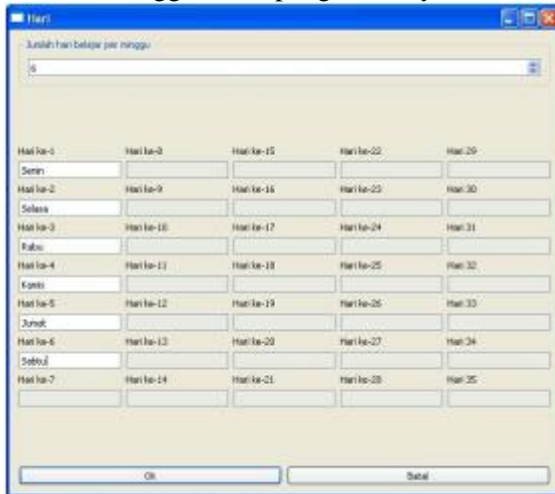 Hari
Jumlah hari belajar per minggu
6
Hari ke-1 Hari ke-8 Hari ke-15 Hari ke-22 Hari 29
Senin
Hari ke-2 Hari ke-9 Hari ke-16 Hari ke-23 Hari 30
Selasa
Hari ke-3 Hari ke-10 Hari ke-17 Hari ke-24 Hari 31
Rabu
Hari ke-4 Hari ke-11 Hari ke-18 Hari ke-25 Hari 32
Kamis
Hari ke-5 Hari ke-12 Hari ke-19 Hari ke-26 Hari 33
Jumat
Hari ke-6 Hari ke-13 Hari ke-20 Hari ke-27 Hari 34
Sabtu
Hari ke-7 Hari ke-14 Hari ke-21 Hari ke-28 Hari 35
Ok Batal